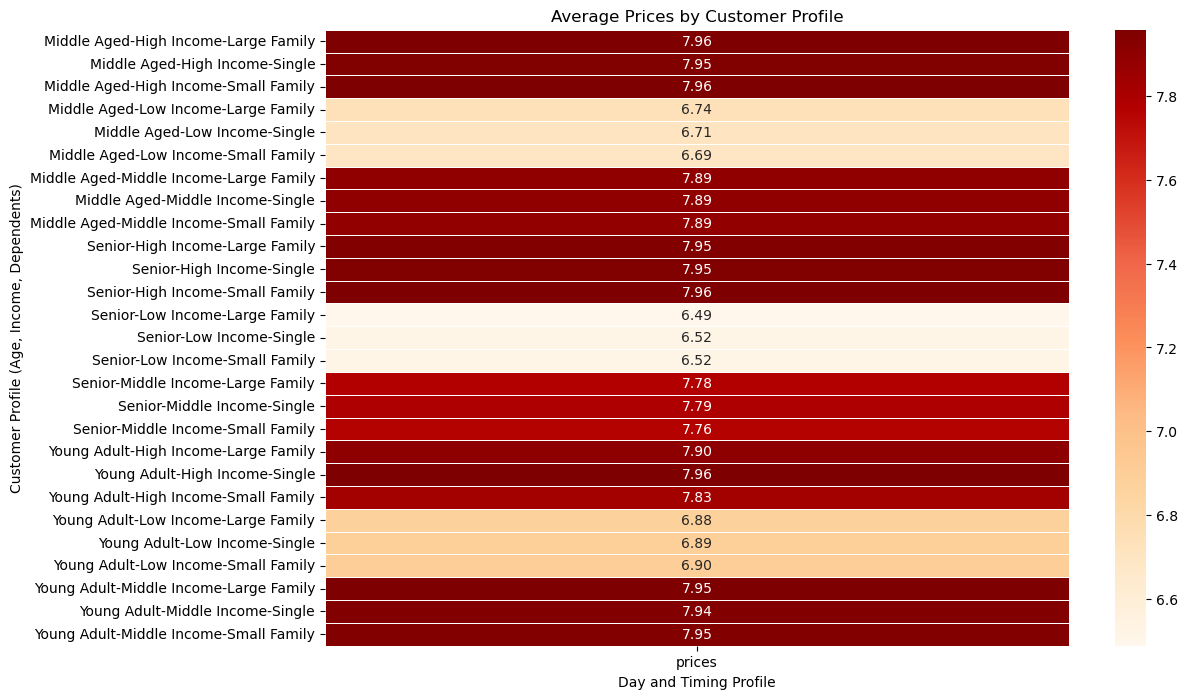 Average Prices by Customer Profile
Customer Profile (Age, Income, Dependents)
Middle Aged-High Income-Large Family 7.96
Middle Aged-High Income-Single 7.95
Middle Aged-High Income-Small Family 7.96
Middle Aged-Low Income-Large Family 6.74
Middle Aged-Low Income-Single 6.71
Middle Aged-Low Income-Small Family 6.69
Middle Aged-Middle Income-Large Family 7.89
Middle Aged-Middle Income-Single 7.89
Middle Aged-Middle Income-Small Family 7.89
Senior-High Income-Large Family 7.95
Senior-High Income-Single 7.95
Senior-High Income-Small Family 7.96
Senior-Low Income-Large Family 6.49
Senior-Low Income-Single 6.52
Senior-Low Income-Small Family 6.52
Senior-Middle Income-Large Family 7.78
Senior-Middle Income-Single 7.79
Senior-Middle Income-Small Family 7.76
Young Adult-High Income-Large Family 7.90
Young Adult-High Income-Single 7.96
Young Adult-High Income-Small Family 7.83
Young Adult-Low Income-Large Family 6.88
Young Adult-Low Income-Single 6.89
Young Adult-Low Income-Small Family 6.90
Young Adult-Middle Income-Large Family 7.95
Young Adult-Middle Income-Single 7.94
Young Adult-Middle Income-Small Family 7.95
prices
Day and Timing Profile
7.8
7.6
7.4
7.2
7.0
6.8
6.6